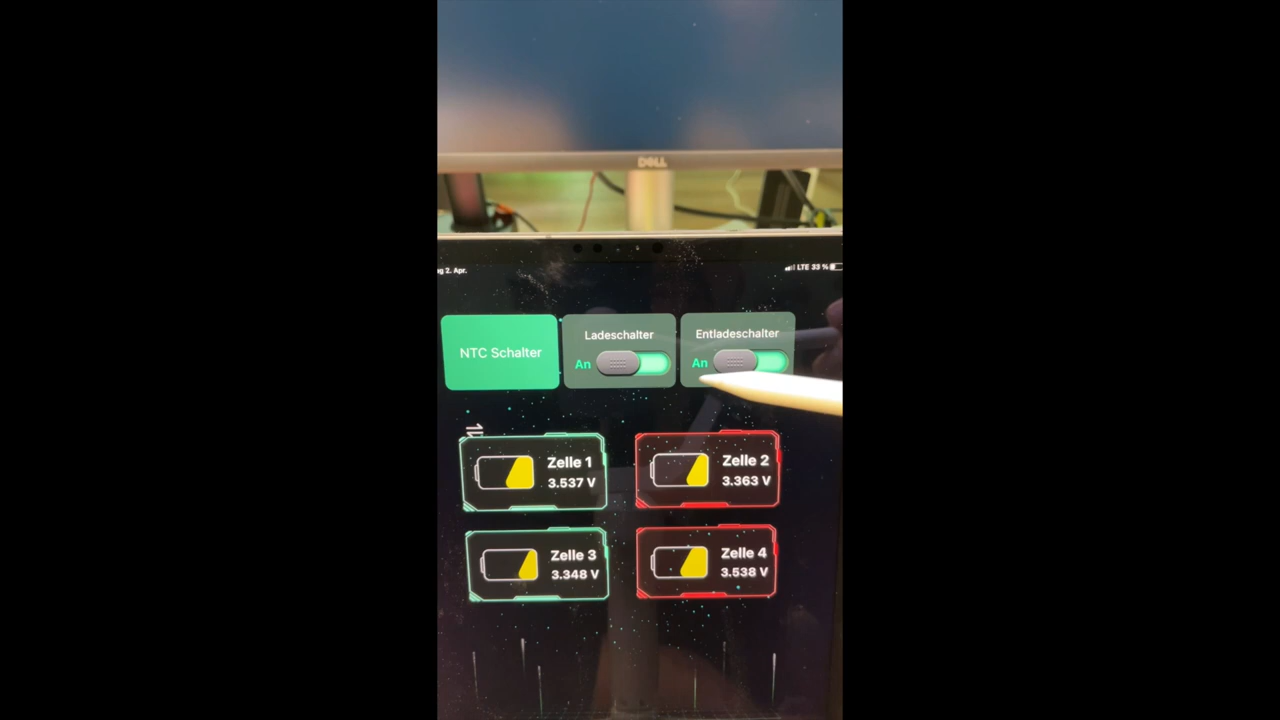 DELL
2. Apr.
LTE 33 %
NTC Schalter
Ladeschalter
An
Entladeschalter
An
Zelle 1
3.537 V
Zelle 2
3.363 V
Zelle 3
3.348 V
Zelle 4
3.538 V